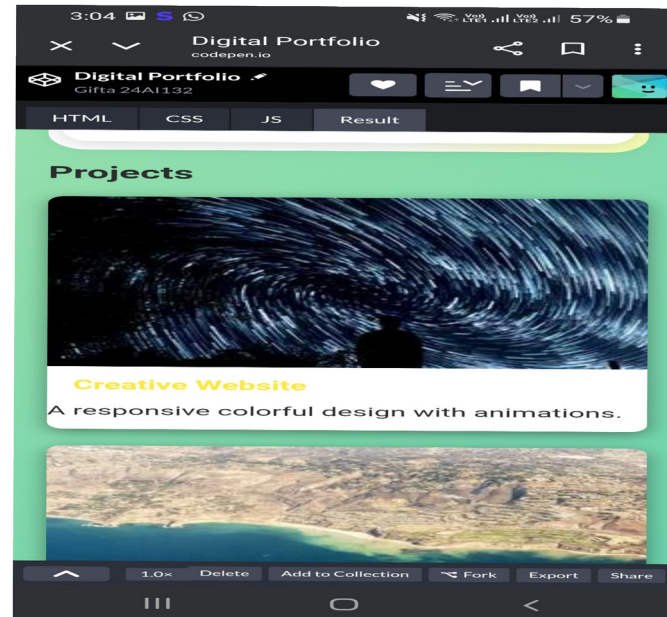 3:04
57%
Digital Portfolio
codepen.io
Digital Portfolio
Gifta 24AI132
HTML CSS JS Result
Projects
Creative Website
A responsive colorful design with animations.
1.0× Delete Add to Collection Fork Export Share